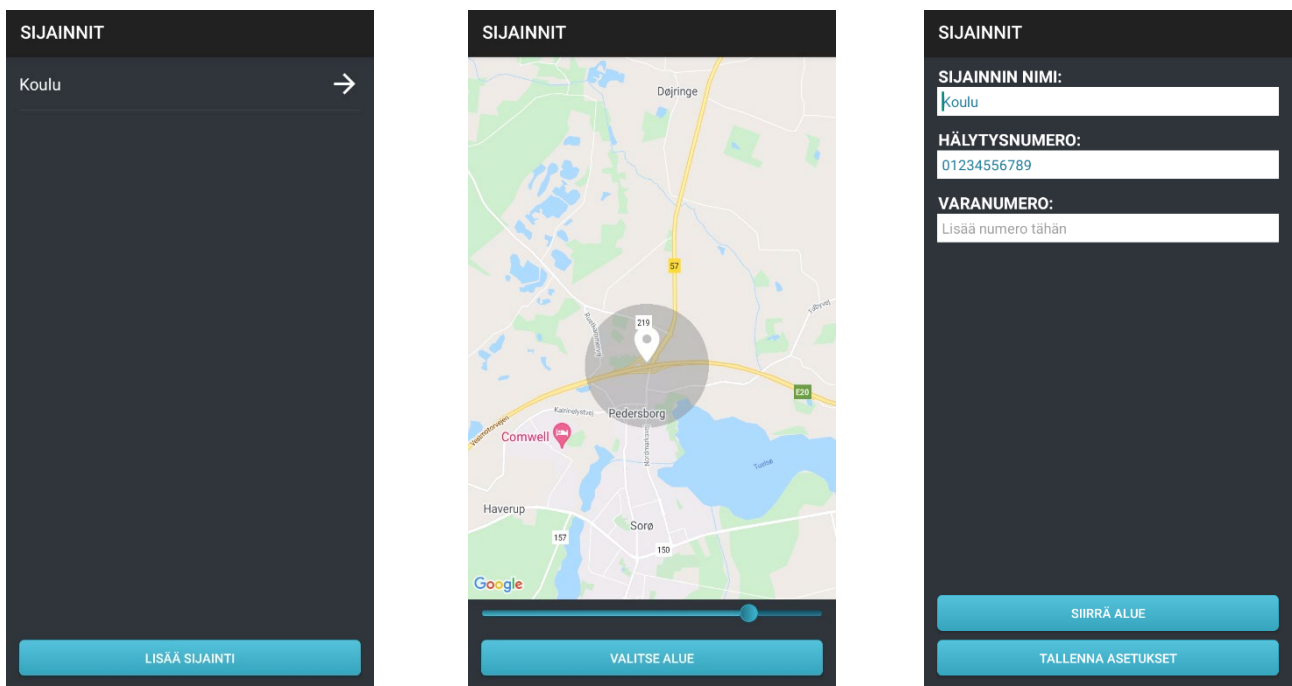 SIJAINNIT
Koulu
LISÄÄ SIJAINTI
SIJAINNIT
Døjringe
57
219
E20
Pedersborg
Comwell
Tuelsø
Haverup
Sorø
157
150
Google
VALITSE ALUE
SIJAINNIT
SIJAINNIN NIMI:
Koulu
HÄLYTYSNUMERO:
01234556789
VARANUMERO:
Lisää numero tähän
SIIRRÄ ALUE
TALLENNA ASETUKSET